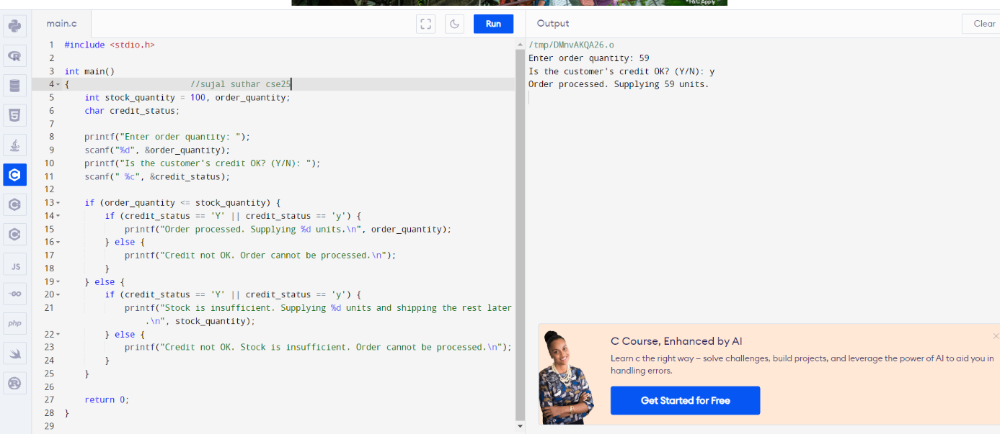 *T&C Apply
main.c
Run
Output
Clear
1 #include <stdio.h>
2
3 int main()
4 { //sujal suthar cse25
5 int stock_quantity = 100, order_quantity;
6 char credit_status;
7
8 printf("Enter order quantity: ");
9 scanf("%d", &order_quantity);
10 printf("Is the customer's credit OK? (Y/N): ");
11 scanf(" %c", &credit_status);
12
13 if (order_quantity <= stock_quantity) {
14 if (credit_status == 'Y' || credit_status == 'y') {
15 printf("Order processed. Supplying %d units.\n", order_quantity);
16 } else {
17 printf("Credit not OK. Order cannot be processed.\n");
18 }
19 } else {
20 if (credit_status == 'Y' || credit_status == 'y') {
21 printf("Stock is insufficient. Supplying %d units and shipping the rest later
.\n", stock_quantity);
22 } else {
23 printf("Credit not OK. Stock is insufficient. Order cannot be processed.\n");
24 }
25 }
26
27 return 0;
28 }
29
/tmp/DMnvAKQA26.o
Enter order quantity: 59
Is the customer's credit OK? (Y/N): y
Order processed. Supplying 59 units.
JS
GO
php
C Course, Enhanced by AI
Learn c the right way – solve challenges, build projects, and leverage the power of AI to aid you in
handling errors.
Get Started for Free